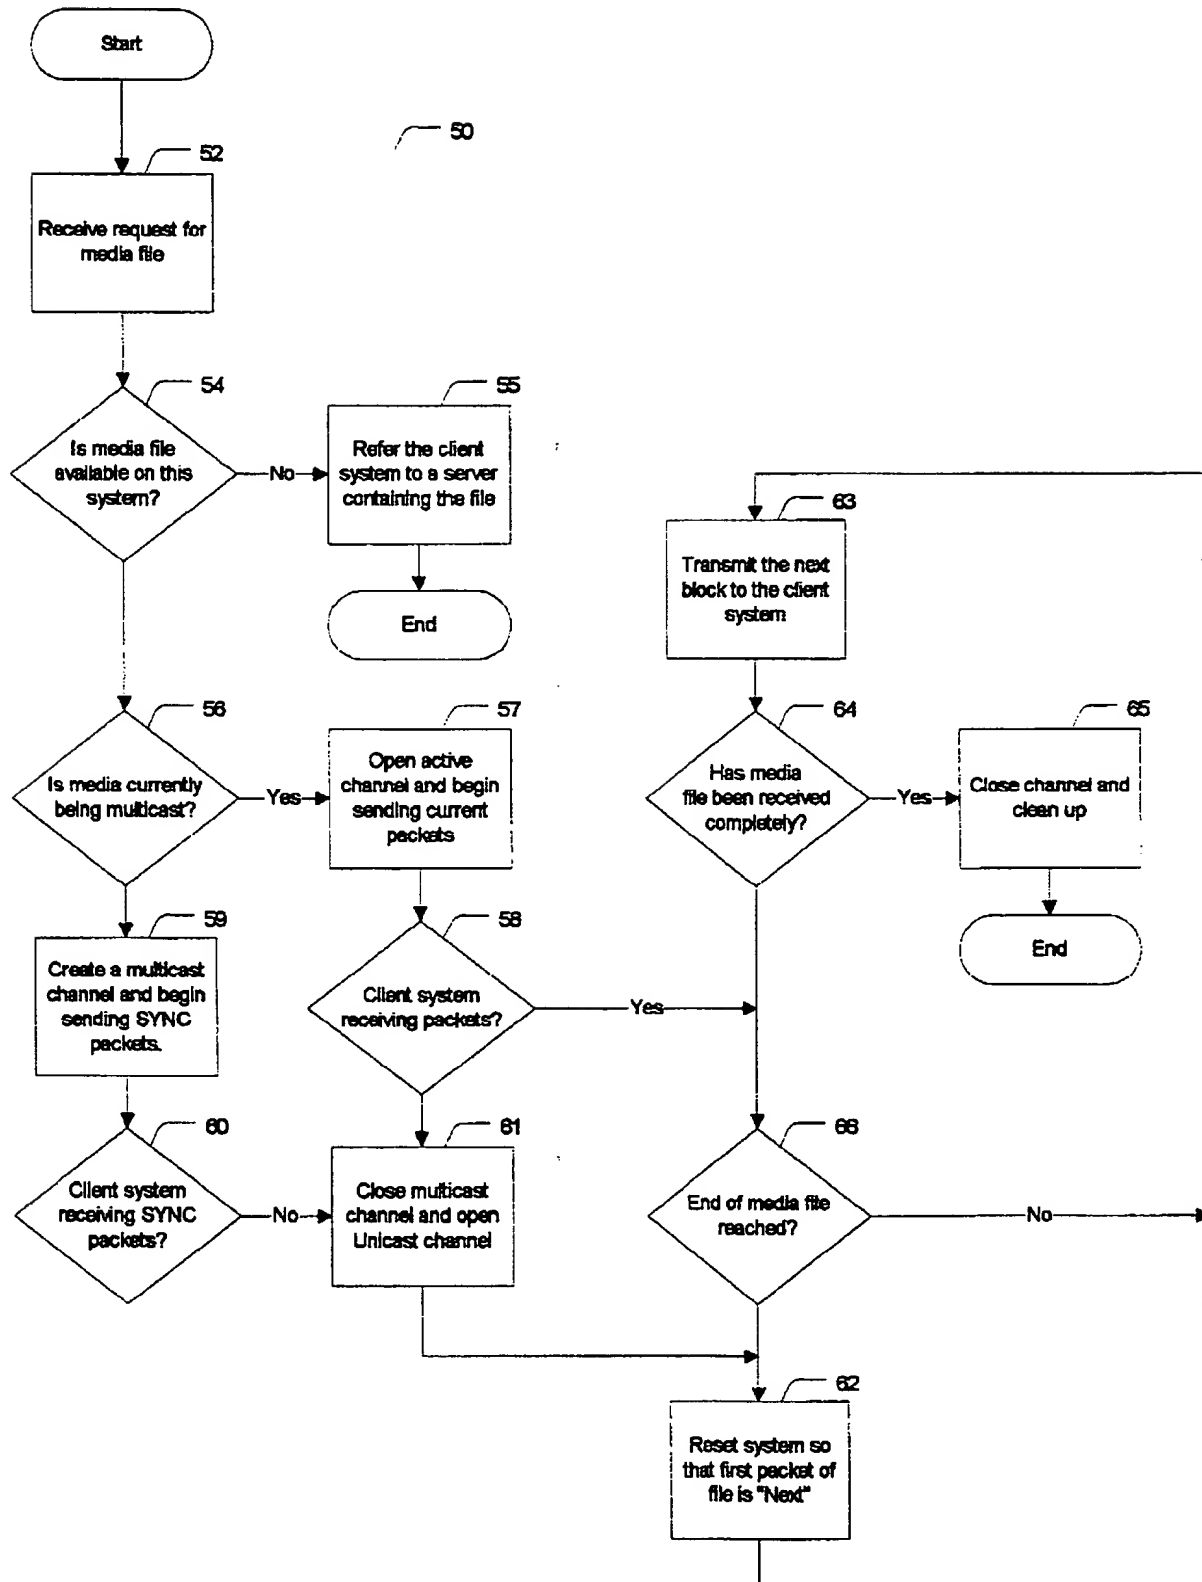 Start
50
52
Receive request for
media file
54
Is media file
available on this
system?
No
55
Refer the client
system to a server
containing the file
End
63
Transmit the next
block to the client
system
56
Is media currently
being multicast?
Yes
57
Open active
channel and begin
sending current
packets
64
Has media
file been received
completely?
Yes
65
Close channel and
clean up
End
59
Create a multicast
channel and begin
sending SYNC
packets.
58
Client system
receiving packets?
Yes
60
Client system
receiving SYNC
packets?
No
61
Close multicast
channel and open
Unicast channel
66
End of media file
reached?
No
62
Reset system so
that first packet of
file is "Next"